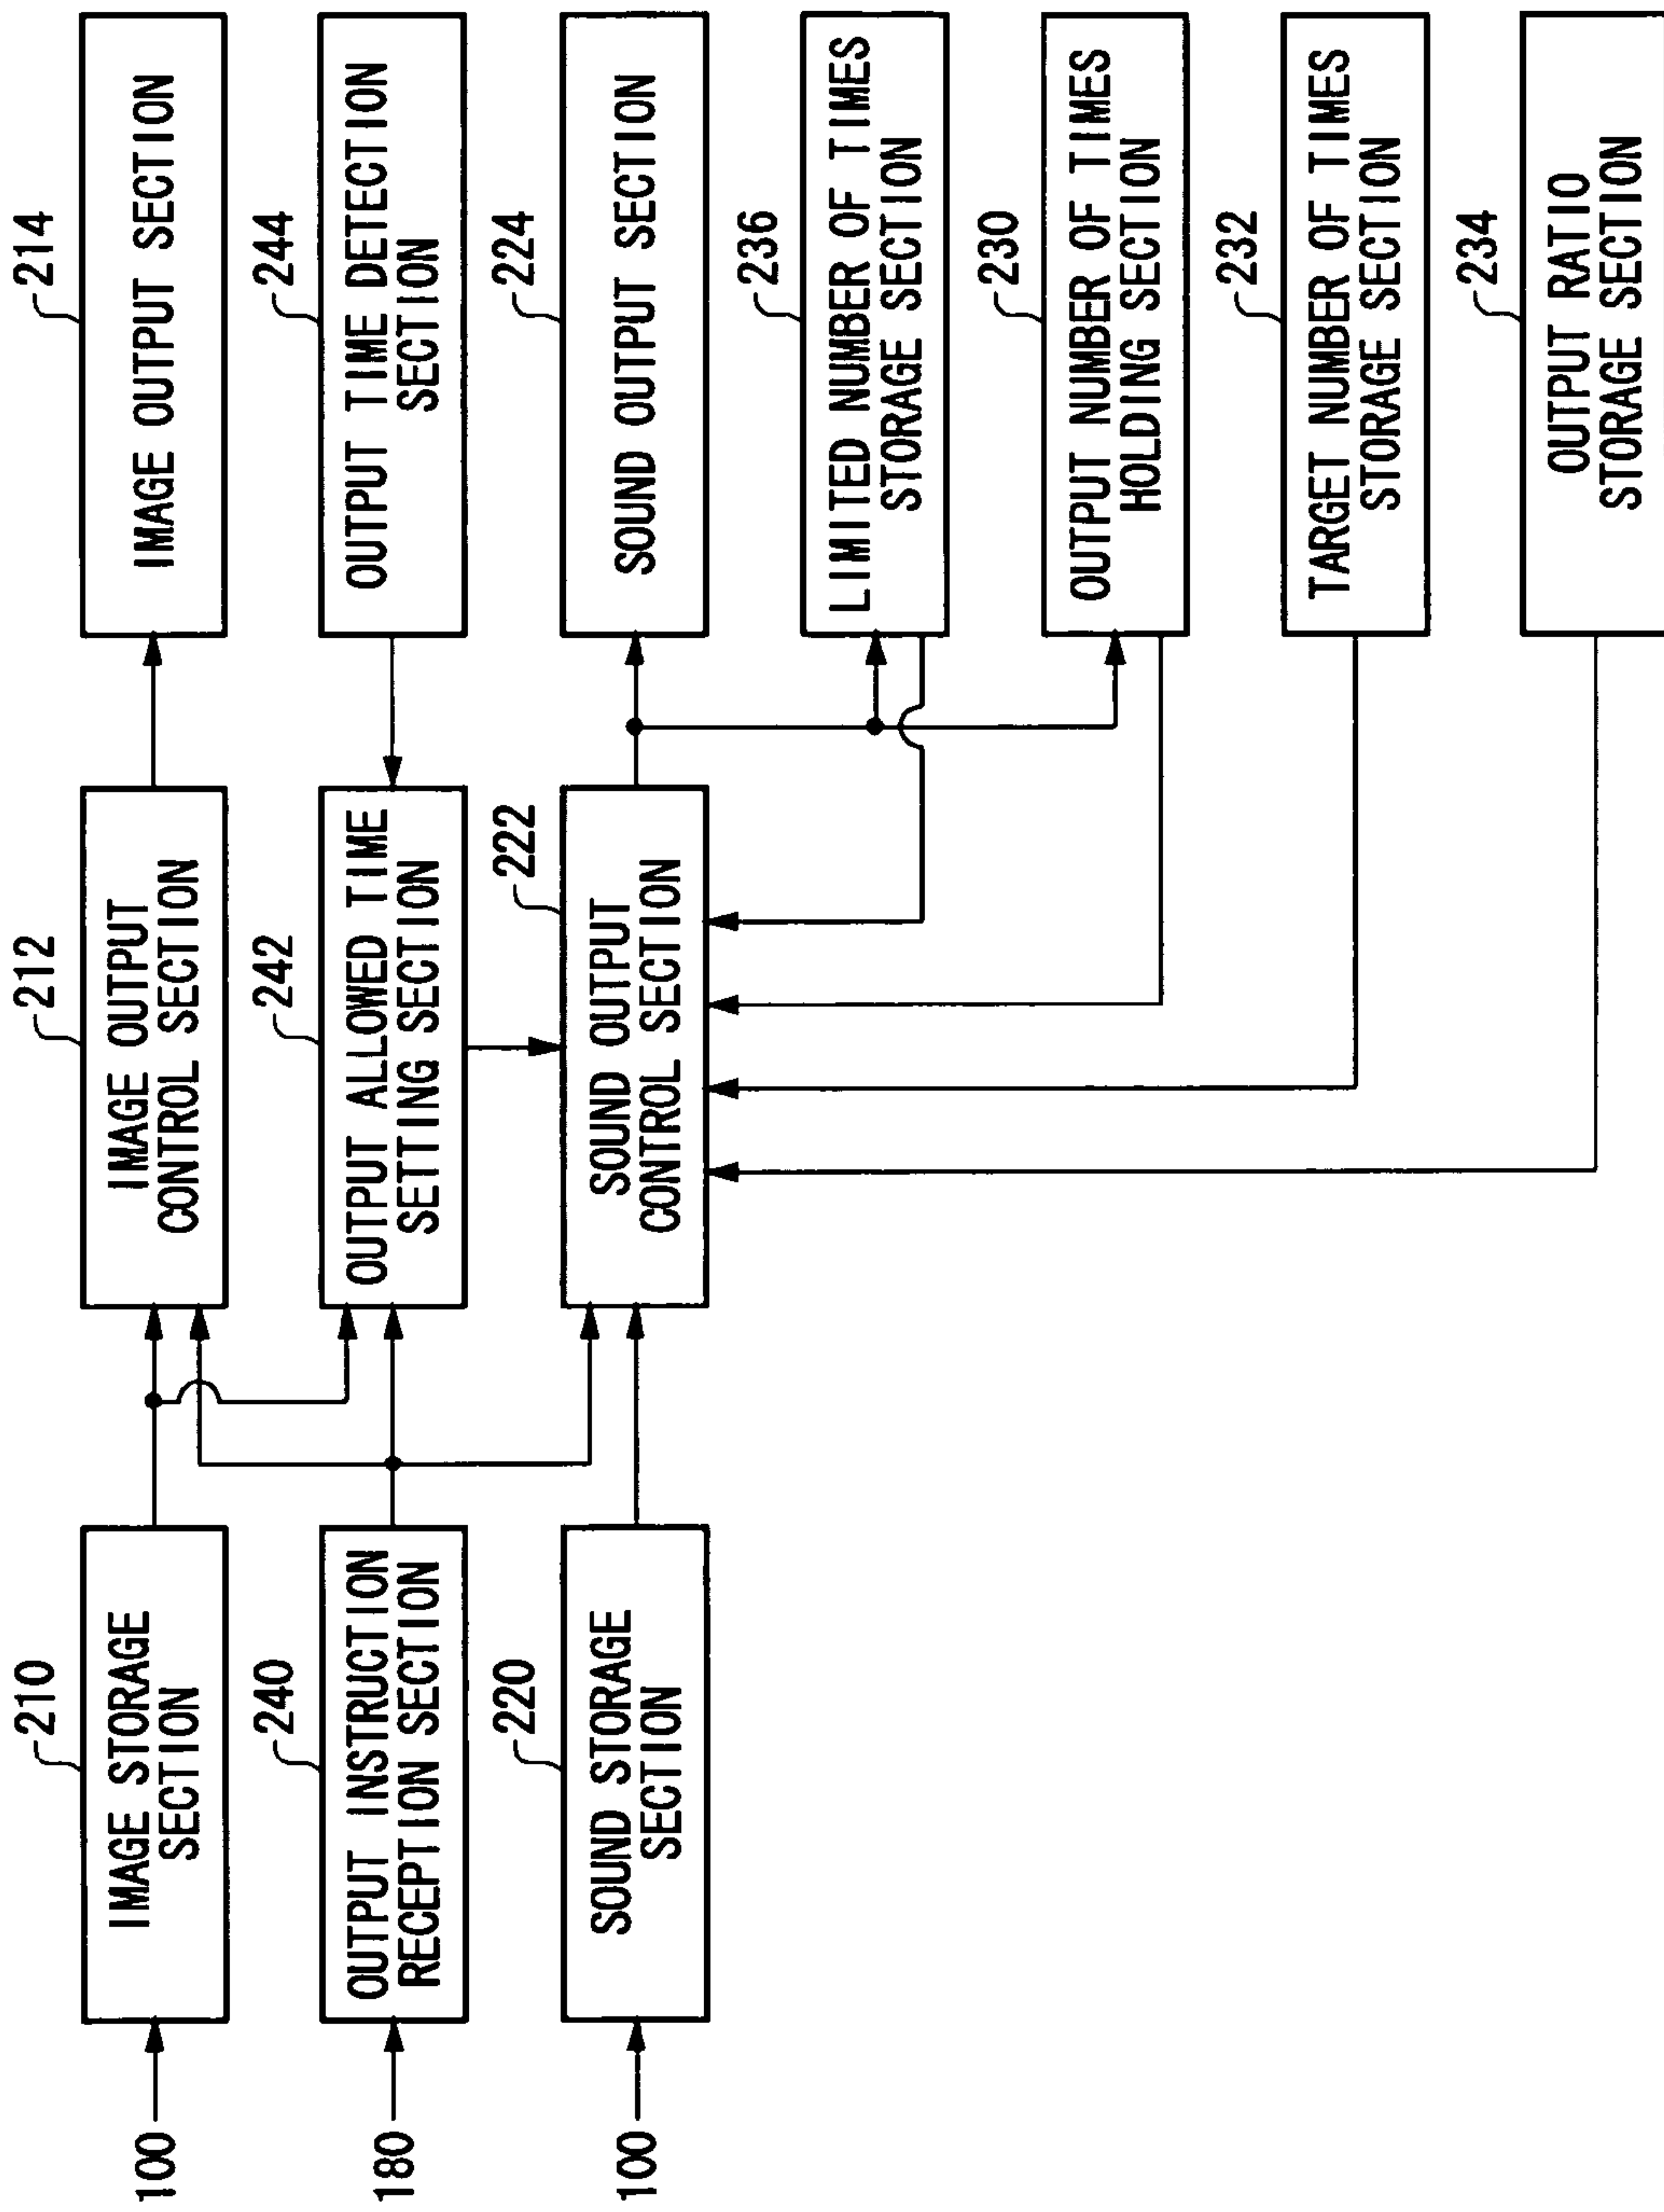 100
210
IMAGE STORAGE
SECTION
212
IMAGE OUTPUT
CONTROL SECTION
214
IMAGE OUTPUT SECTION
180
240
OUTPUT INSTRUCTION
RECEPTION SECTION
242
OUTPUT ALLOWED TIME
SETTING SECTION
244
OUTPUT TIME DETECTION
SECTION
100
220
SOUND STORAGE
SECTION
222
SOUND OUTPUT
CONTROL SECTION
224
SOUND OUTPUT SECTION
236
LIMITED NUMBER OF TIMES
STORAGE SECTION
230
OUTPUT NUMBER OF TIMES
HOLDING SECTION
232
TARGET NUMBER OF TIMES
STORAGE SECTION
234
OUTPUT RATIO
STORAGE SECTION